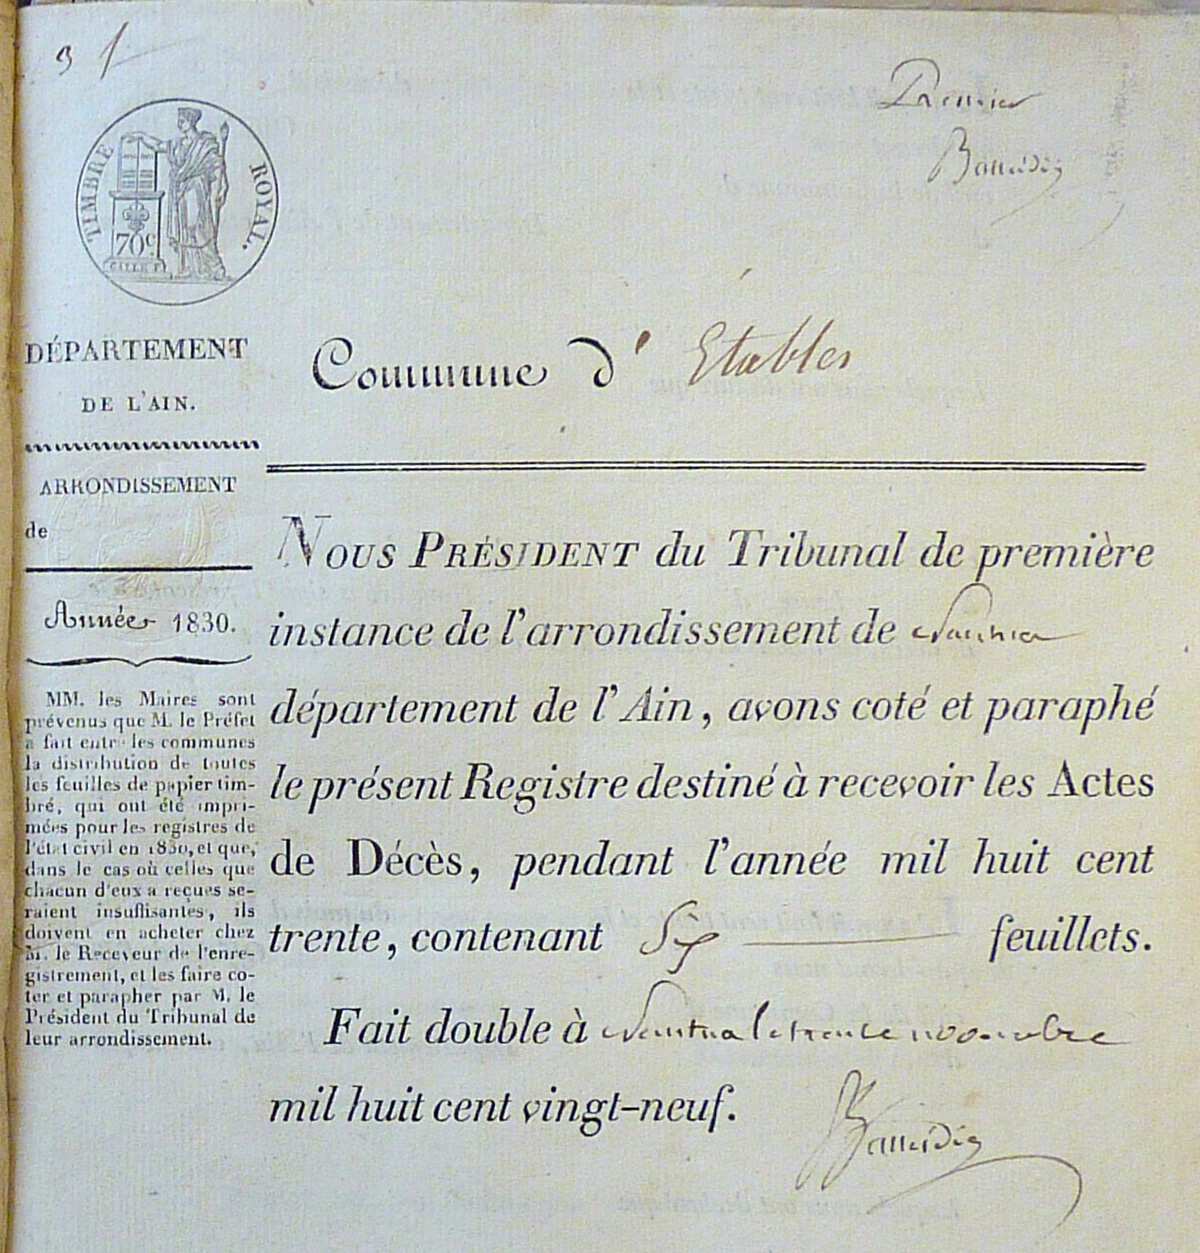 Premier
TIMBRE ROYAL.
70c.
DÉPARTEMENT
DE L'AIN.
Commune d' Etables
ARRONDISSEMENT
de
Année 1830.
MM. les Maires sont
prévenus que M. le Préfet
a fait entre les communes
la distribution de toutes
les feuilles de papier tim-
bré, qui ont été impri-
mées pour les registres de
l'état civil en 1830, et que,
dans le cas où celles que
chacun d'eux a reçues se-
raient insuffisantes, ils
doivent en acheter chez
M. le Receveur de l'enre-
gistrement, et les faire co-
ter et parapher par M. le
Président du Tribunal de
leur arrondissement.
NOUS PRÉSIDENT du Tribunal de première
instance de l'arrondissement de Nantua
département de l'Ain, avons coté et paraphé
le présent Registre destiné à recevoir les Actes
de Décès, pendant l'année mil huit cent
trente, contenant Six feuillets.
Fait double à Nantua le trente novembre
mil huit cent vingt-neuf.